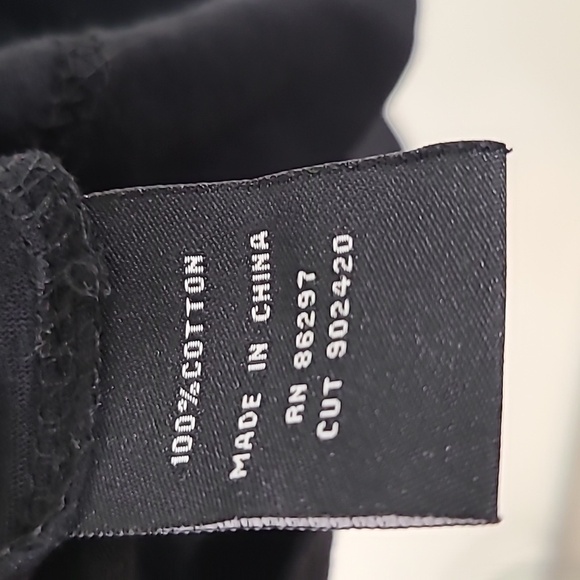 100%COTTON
MADE IN CHINA
RN 86297
CUT 902420